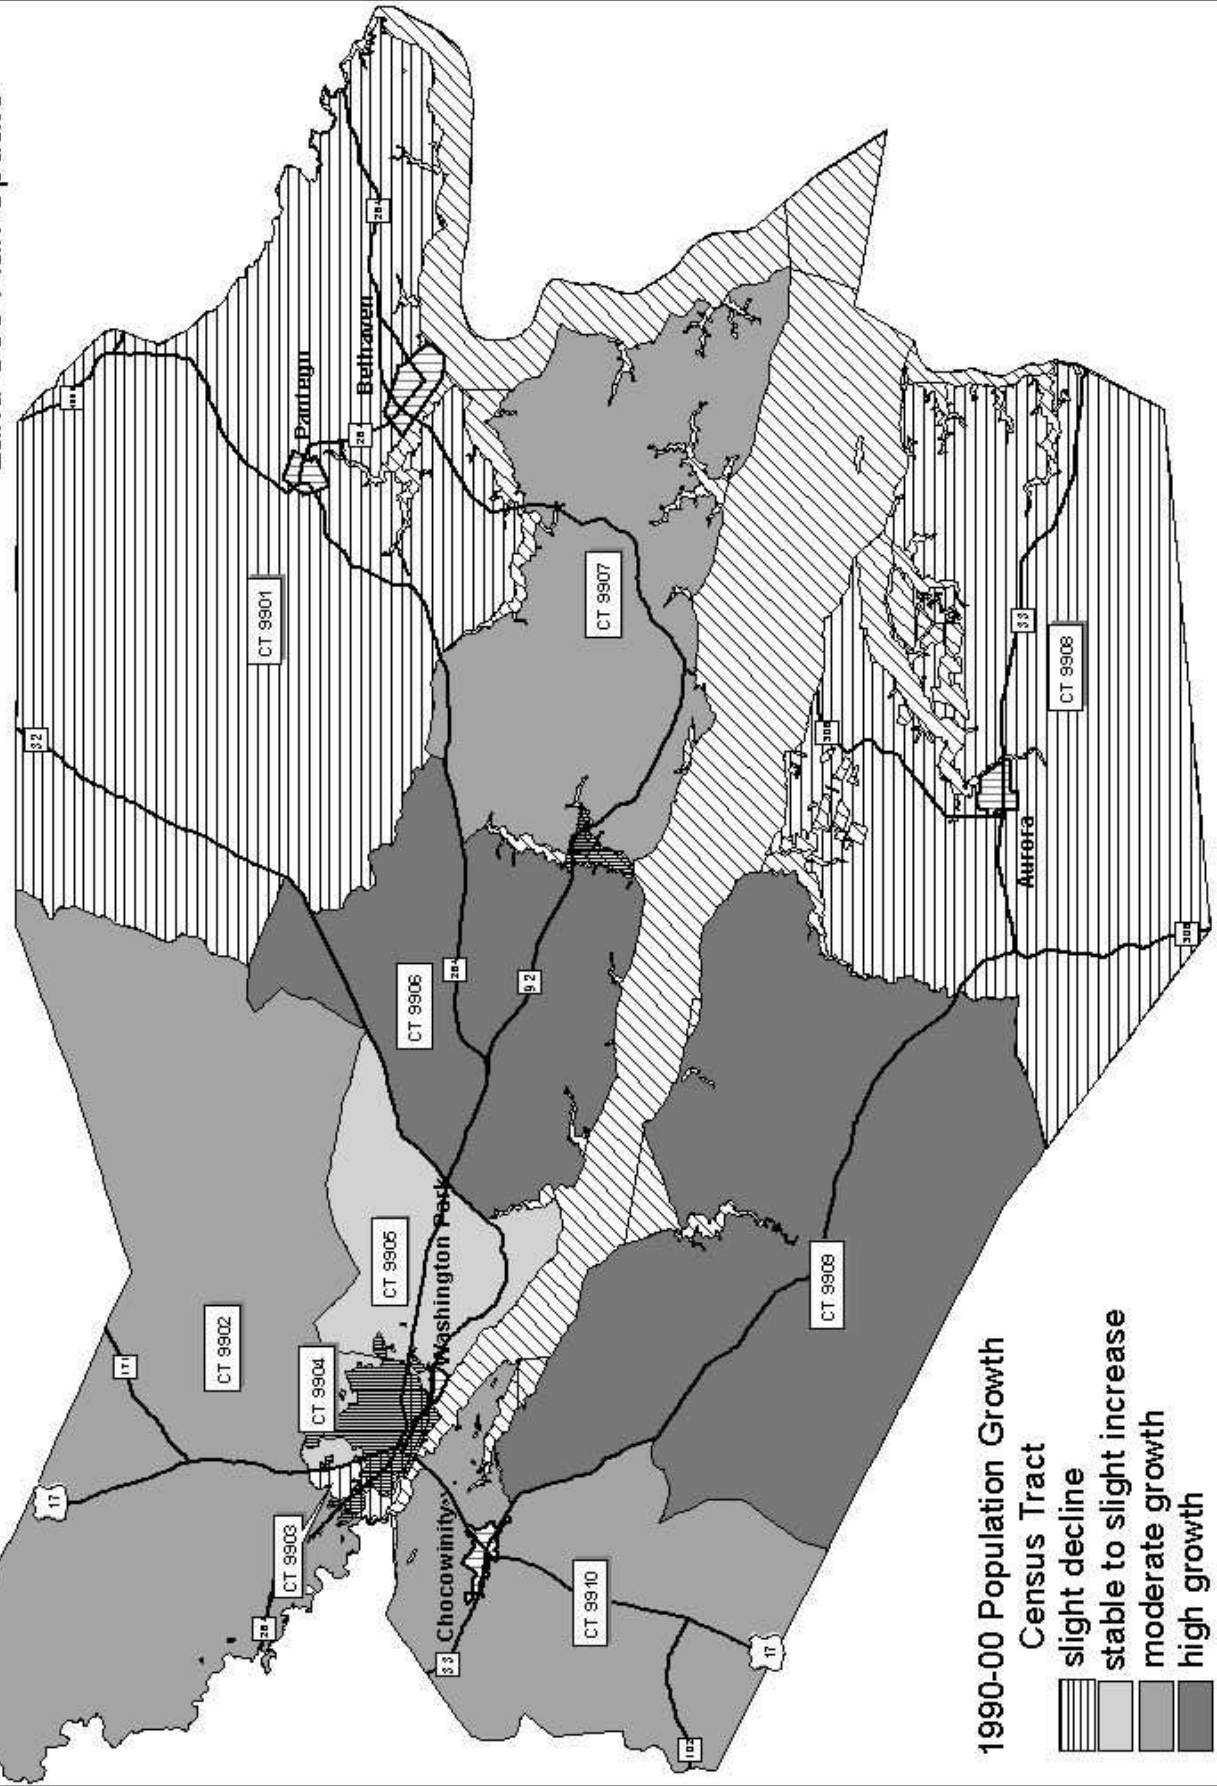 CT 9901
CT 9902
CT 9903
CT 9904
CT 9905
CT 9906
CT 9907
CT 9908
CT 9909
CT 9910
Pantego
Belhaven
Washington Park
Chocowinity
Aurora
32
171
17
264
264
264
264
92
33
306
306
33
17
102
1990-00 Population Growth
Census Tract
slight decline
stable to slight increase
moderate growth
high growth